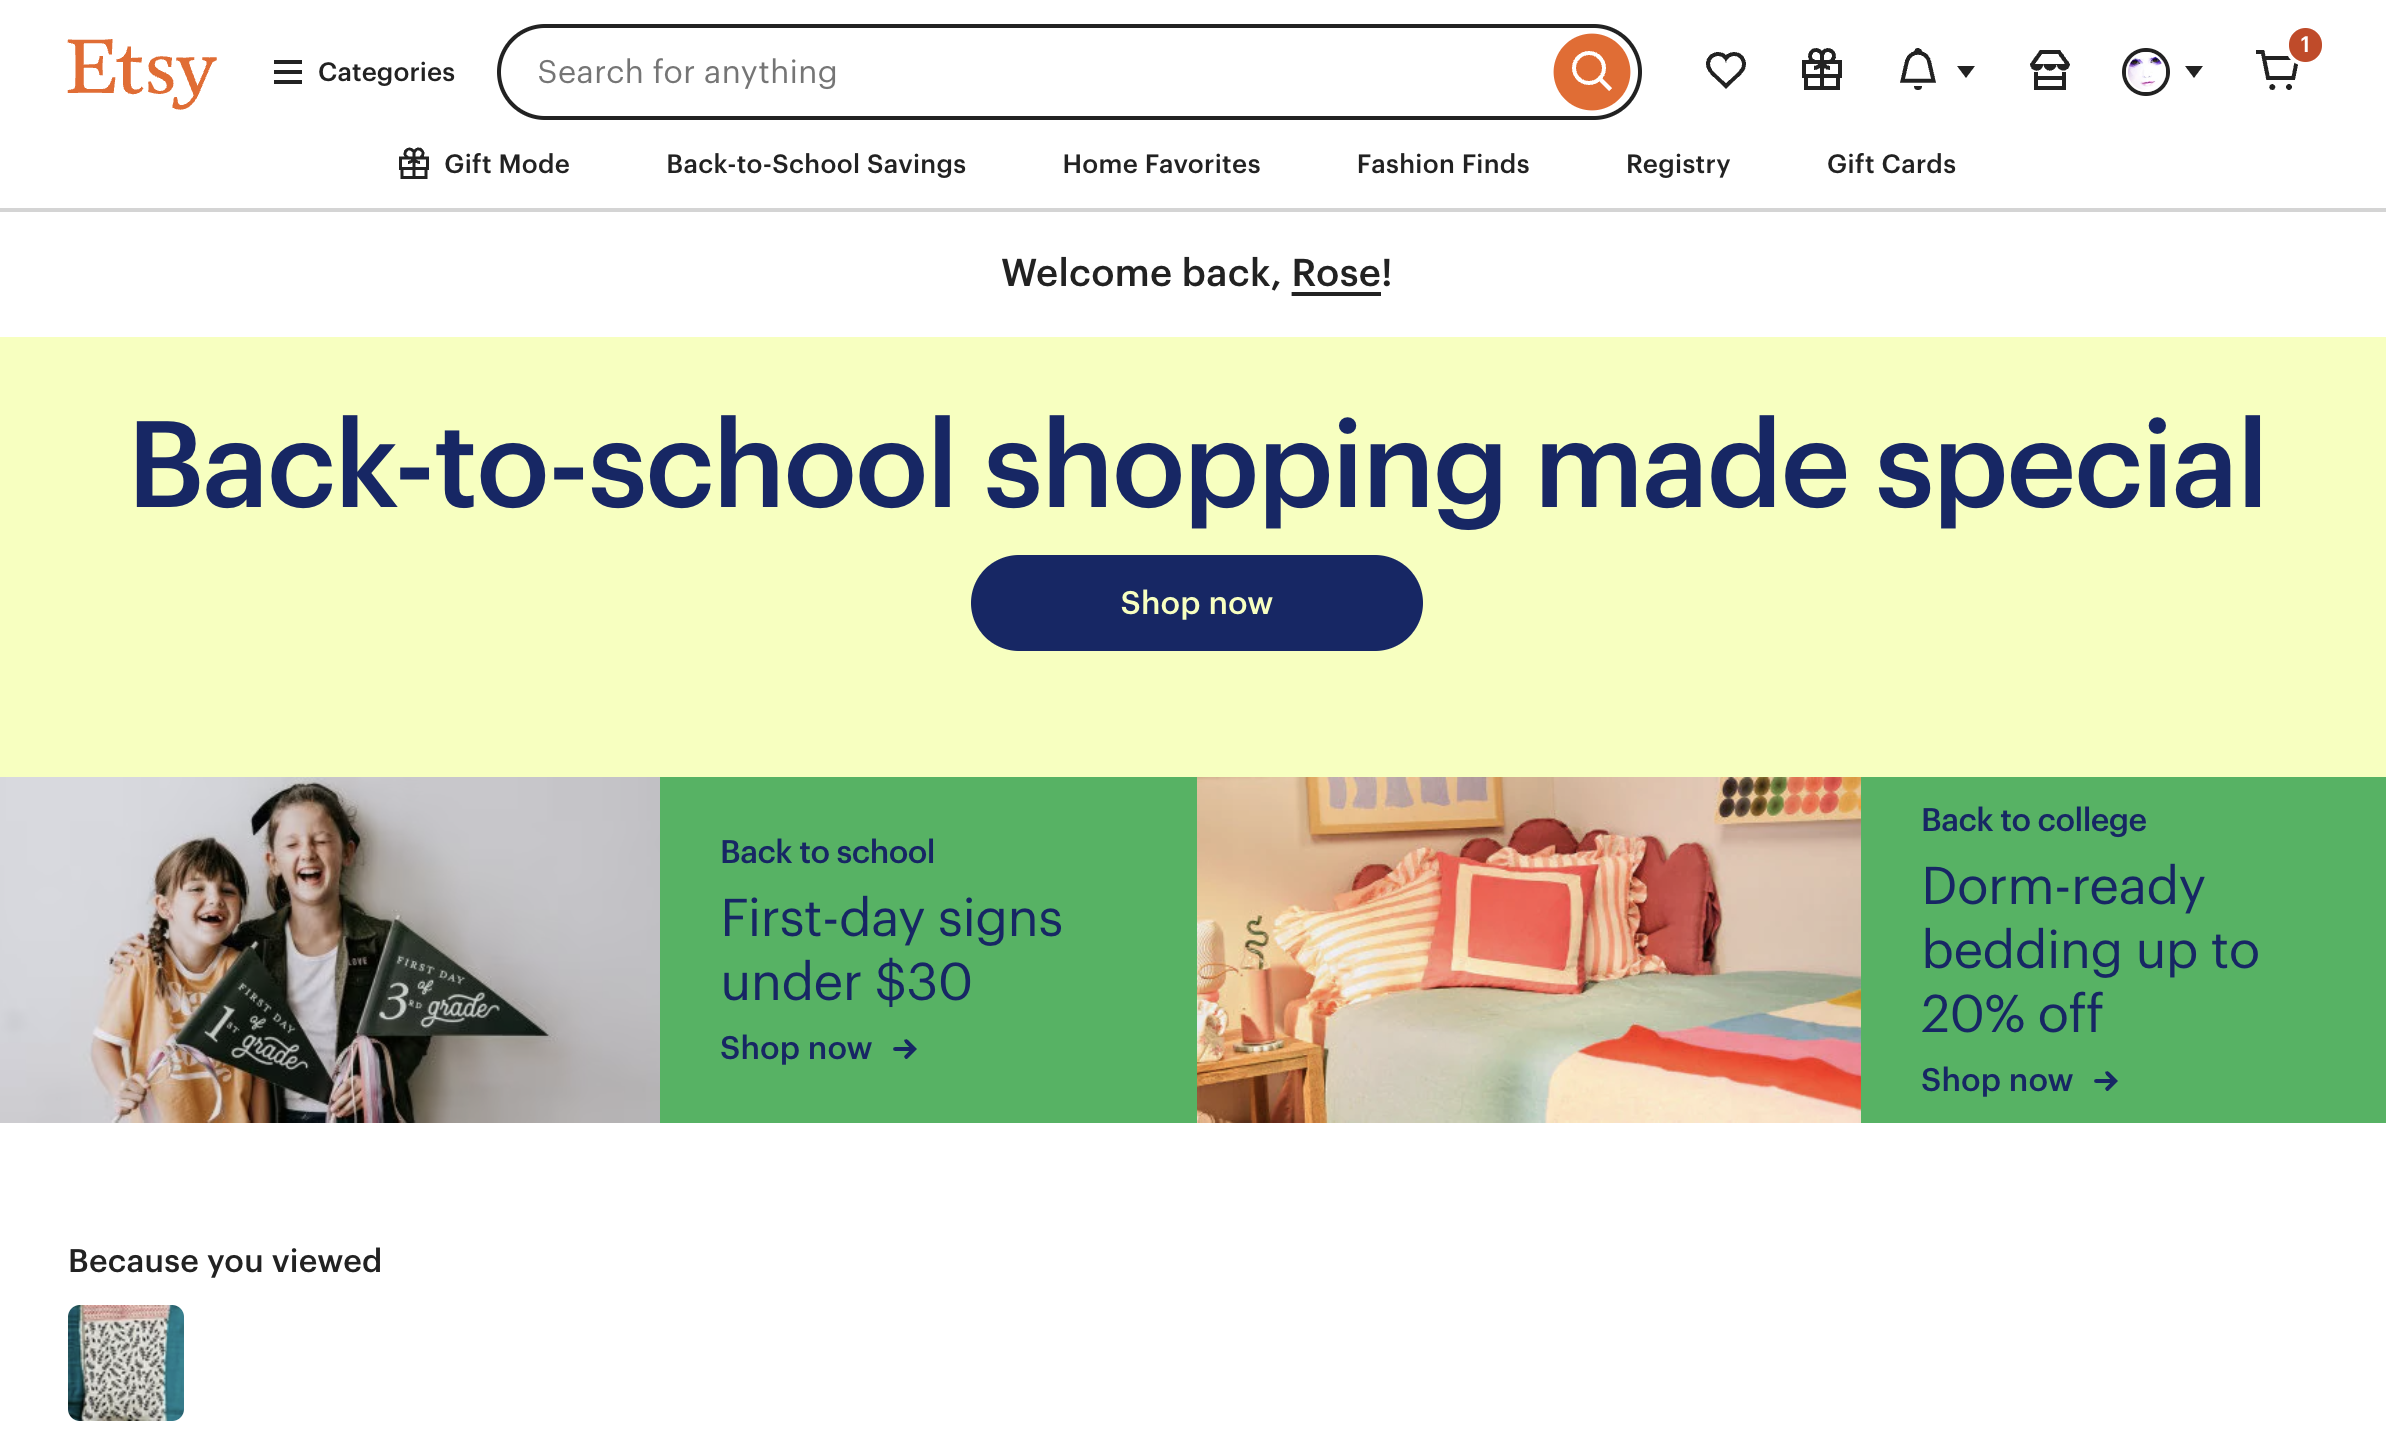 Etsy
Categories
Search for anything
1
Gift Mode
Back-to-School Savings
Home Favorites
Fashion Finds
Registry
Gift Cards
Welcome back, Rose!
Back-to-school shopping made special
Shop now
FIRST DAY
of
1ST grade
FIRST DAY
of
3RD grade
LOVE
Back to school
First-day signs
under $30
Shop now →
Back to college
Dorm-ready
bedding up to
20% off
Shop now →
Because you viewed